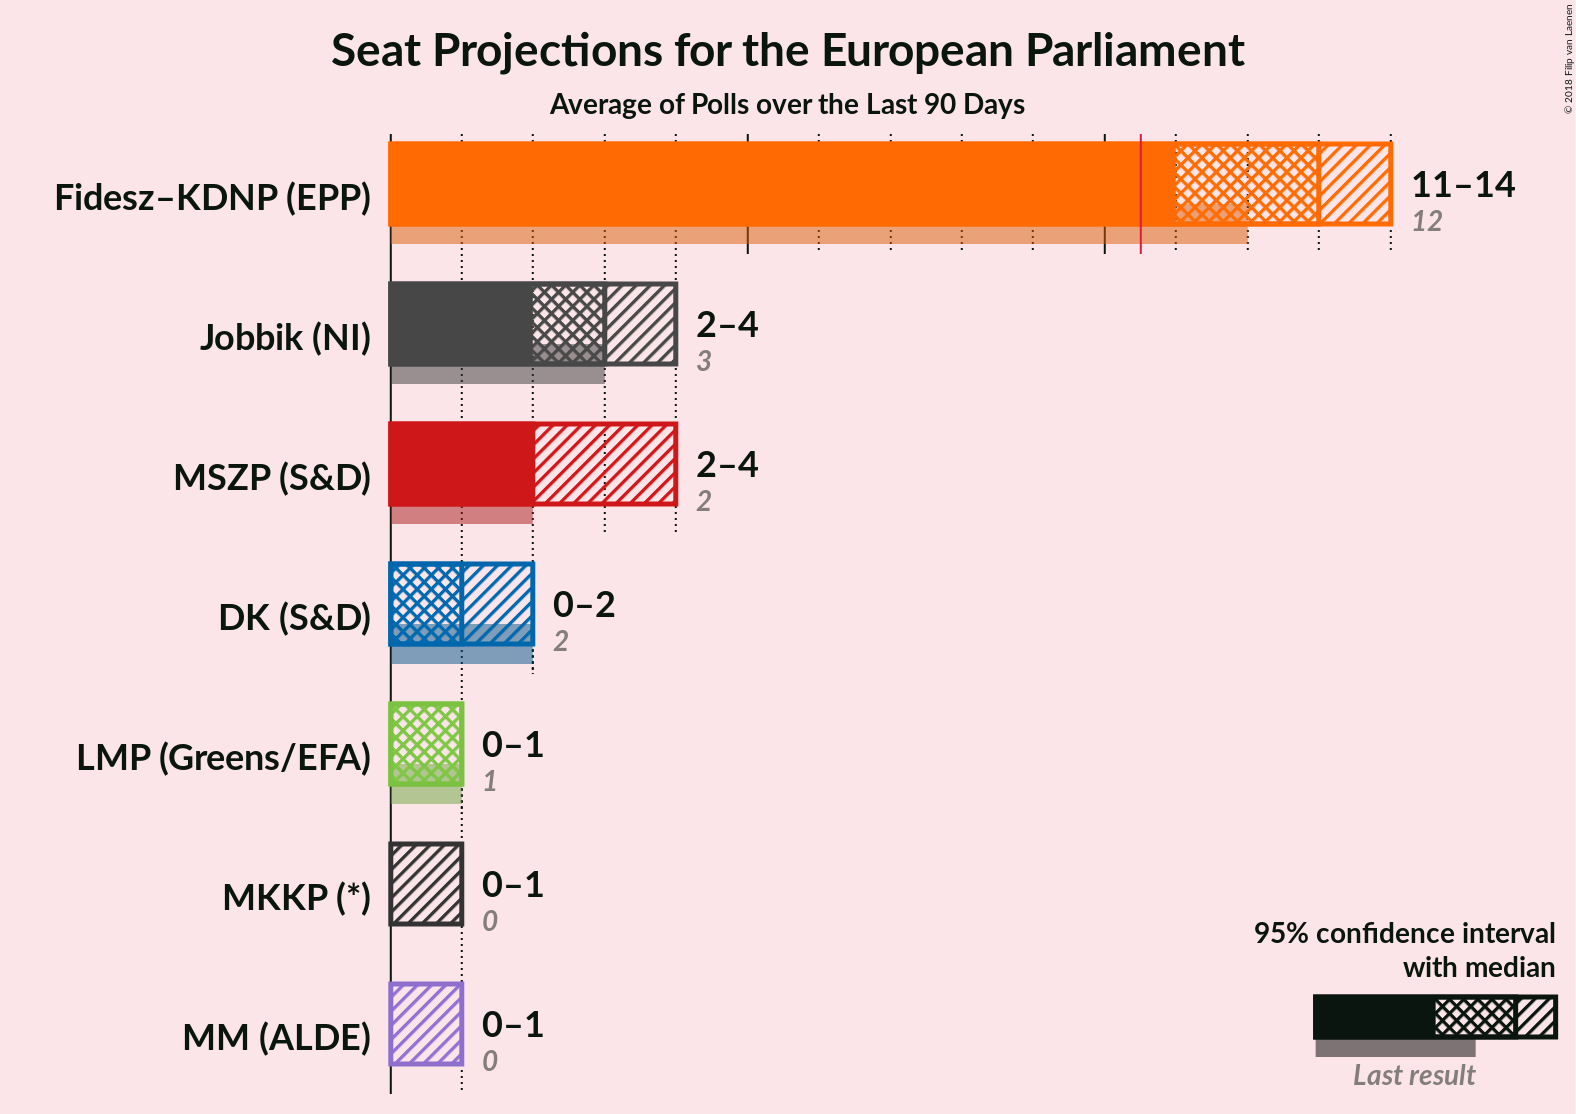 Seat Projections for the European Parliament
Average of Polls over the Last 90 Days
© 2018 Filip van Laenen
Fidesz–KDNP (EPP)
11–14
12
Jobbik (NI)
2–4
3
MSZP (S&D)
2–4
2
DK (S&D)
0–2
2
LMP (Greens/EFA)
0–1
1
MKKP (*)
0–1
0
MM (ALDE)
0–1
0
95% confidence interval
with median
Last result